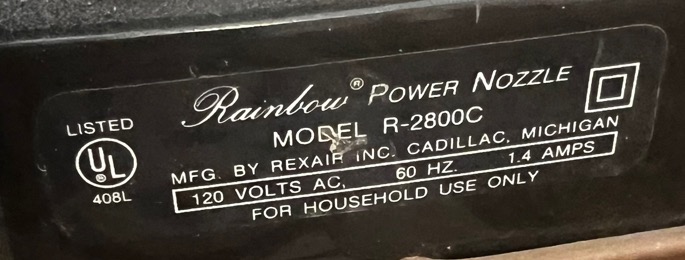 Rainbow® POWER NOZZLE
MODEL R-2800C
MFG. BY REXAIR INC. CADILLAC, MICHIGAN
120 VOLTS AC. 60 HZ. 1.4 AMPS
FOR HOUSEHOLD USE ONLY
LISTED
UL®
408L